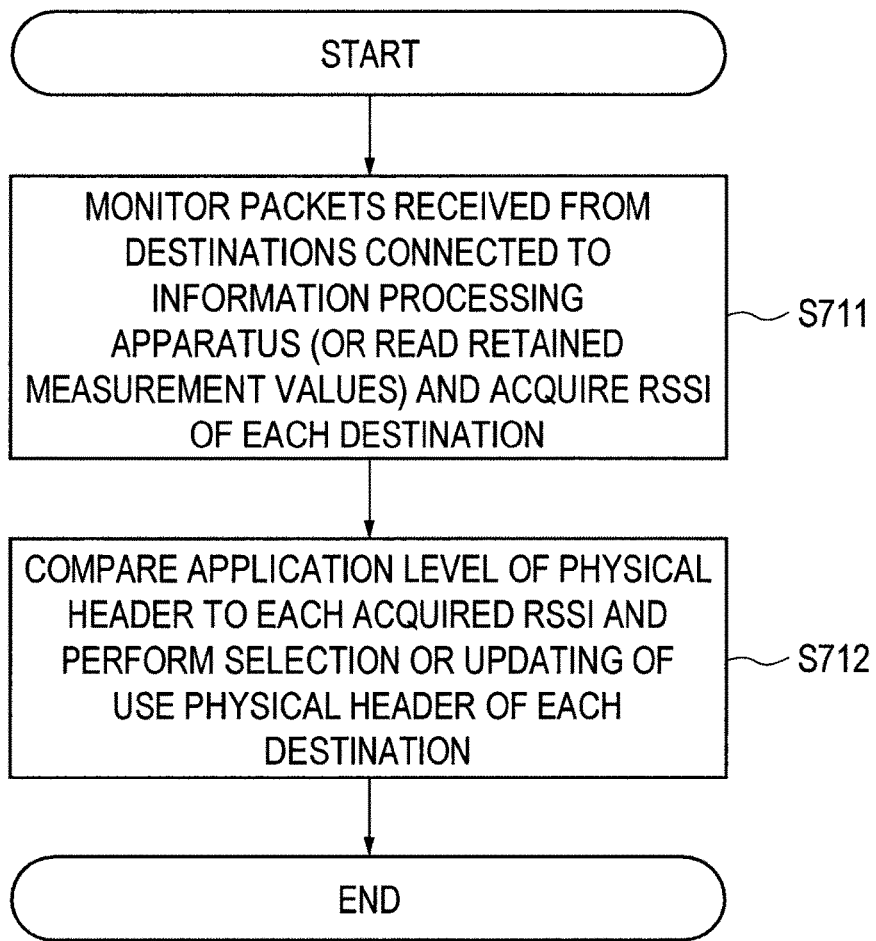 START
MONITOR PACKETS RECEIVED FROM
DESTINATIONS CONNECTED TO
INFORMATION PROCESSING
APPARATUS (OR READ RETAINED
MEASUREMENT VALUES) AND ACQUIRE RSSI
OF EACH DESTINATION
S711
COMPARE APPLICATION LEVEL OF PHYSICAL
HEADER TO EACH ACQUIRED RSSI AND
PERFORM SELECTION OR UPDATING OF
USE PHYSICAL HEADER OF EACH
DESTINATION
S712
END